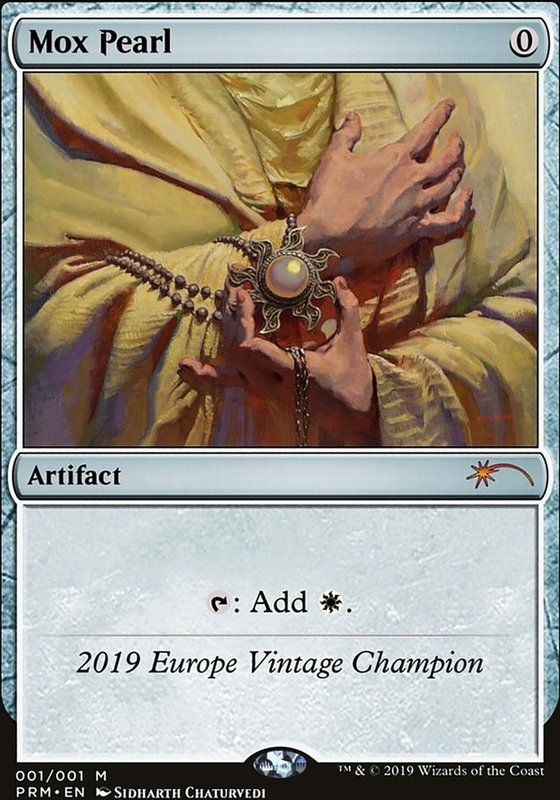 Mox Pearl 0
Artifact
: Add .
2019 Europe Vintage Champion
001/001 M
PRM • EN Sidharth Chaturvedi
™ & © 2019 Wizards of the Coast